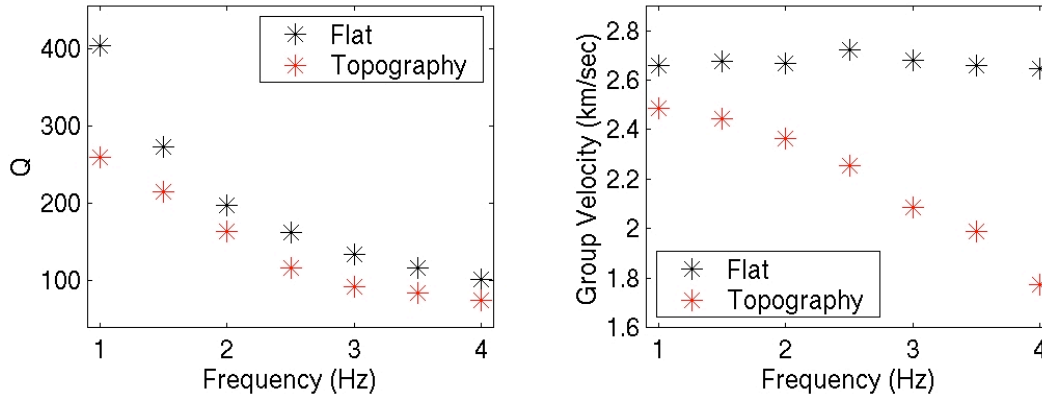 400
300
200
100
Q
Flat
Topography
1 2 3 4
Frequency (Hz)
2.8
2.6
2.4
2.2
2
1.8
1.6
Group Velocity (km/sec)
Flat
Topography
1 2 3 4
Frequency (Hz)